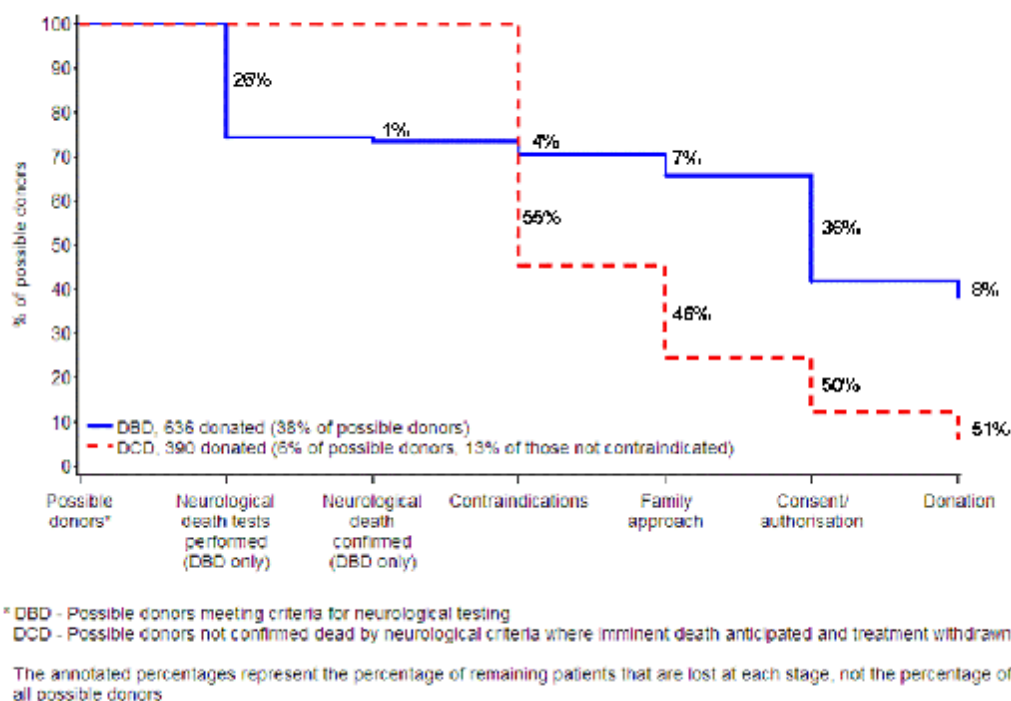 100
90
80
70
60
50
40
30
20
10
0
% of possible donors
26%
1%
4%
7%
55%
36%
46%
8%
50%
51%
DBD, 636 donated (38% of possible donors)
DCD, 390 donated (6% of possible donors, 13% of those not contraindicated)
Possible
donors*
Neurological
death tests
performed
(DBD only)
Neurological
death
confirmed
(DBD only)
Contraindications
Family
approach
Consent/
authorisation
Donation
* DBD - Possible donors meeting criteria for neurological testing
DCD - Possible donors not confirmed dead by neurological criteria where imminent death anticipated and treatment withdrawn
The annotated percentages represent the percentage of remaining patients that are lost at each stage, not the percentage of
all possible donors